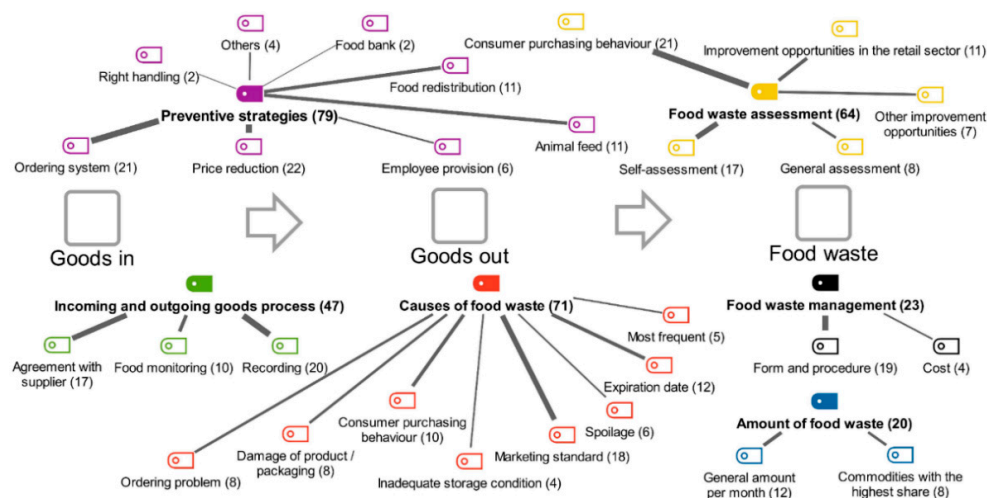 Others (4)
Food bank (2)
Right handling (2)
Food redistribution (11)
Preventive strategies (79)
Animal feed (11)
Ordering system (21)
Price reduction (22)
Employee provision (6)
Consumer purchasing behaviour (21)
Improvement opportunities in the retail sector (11)
Food waste assessment (64)
Other improvement
opportunities (7)
Self-assessment (17)
General assessment (8)
Goods in
Goods out
Food waste
Incoming and outgoing goods process (47)
Agreement with
supplier (17)
Food monitoring (10)
Recording (20)
Causes of food waste (71)
Most frequent (5)
Expiration date (12)
Consumer purchasing
behaviour (10)
Spoilage (6)
Damage of product /
packaging (8)
Marketing standard (18)
Ordering problem (8)
Inadequate storage condition (4)
Food waste management (23)
Form and procedure (19)
Cost (4)
Amount of food waste (20)
General amount
per month (12)
Commodities with the
highest share (8)